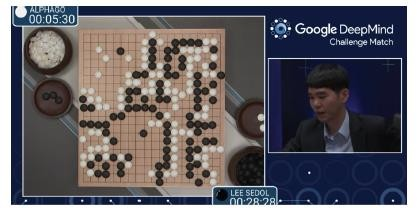 ALPHAGO
00:05:30
Google DeepMind
Challenge Match
LEE SEDOL
00:28:28